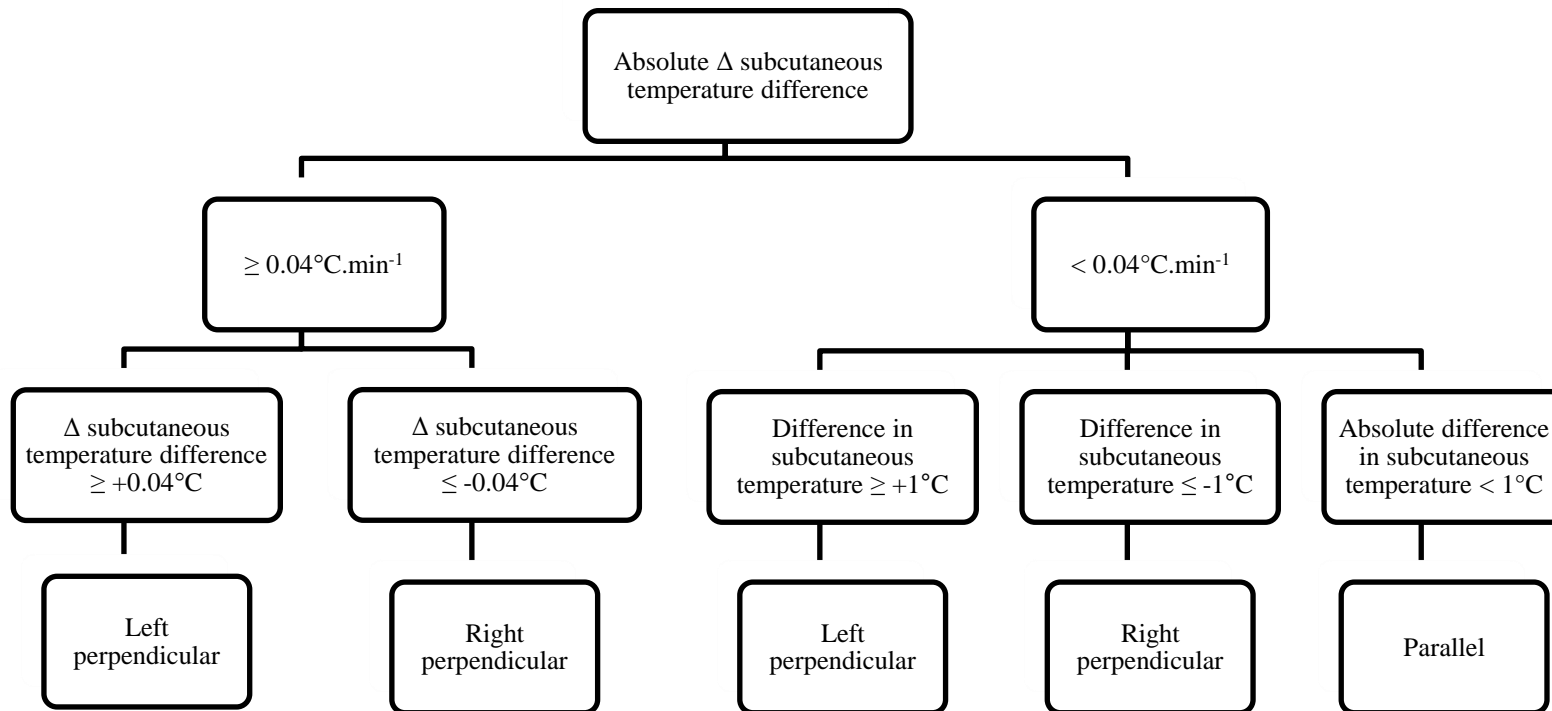 Absolute Δ subcutaneous
temperature difference
≥ 0.04°C.min-1
< 0.04°C.min-1
Δ subcutaneous
temperature difference
≥ +0.04°C
Δ subcutaneous
temperature difference
≤ -0.04°C
Difference in
subcutaneous
temperature ≥ +1°C
Difference in
subcutaneous
temperature ≤ -1°C
Absolute difference
in subcutaneous
temperature < 1°C
Left
perpendicular
Right
perpendicular
Left
perpendicular
Right
perpendicular
Parallel